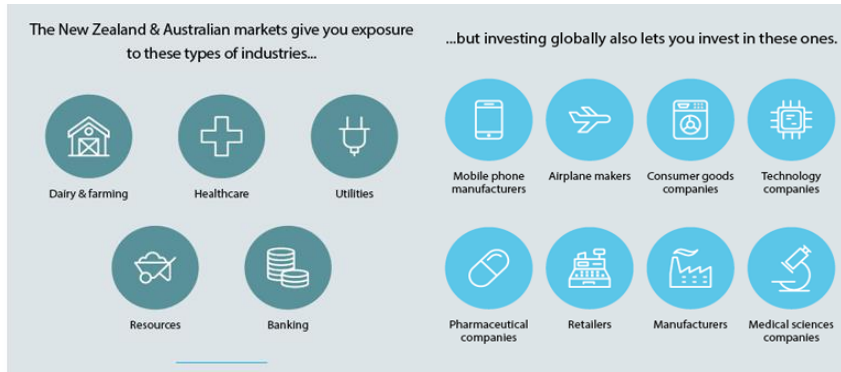 The New Zealand & Australian markets give you exposure
to these types of industries...
Dairy & farming
Healthcare
Utilities
Resources
Banking
...but investing globally also lets you invest in these ones.
Mobile phone
manufacturers
Airplane makers
Consumer goods
companies
Technology
companies
Pharmaceutical
companies
Retailers
Manufacturers
Medical sciences
companies